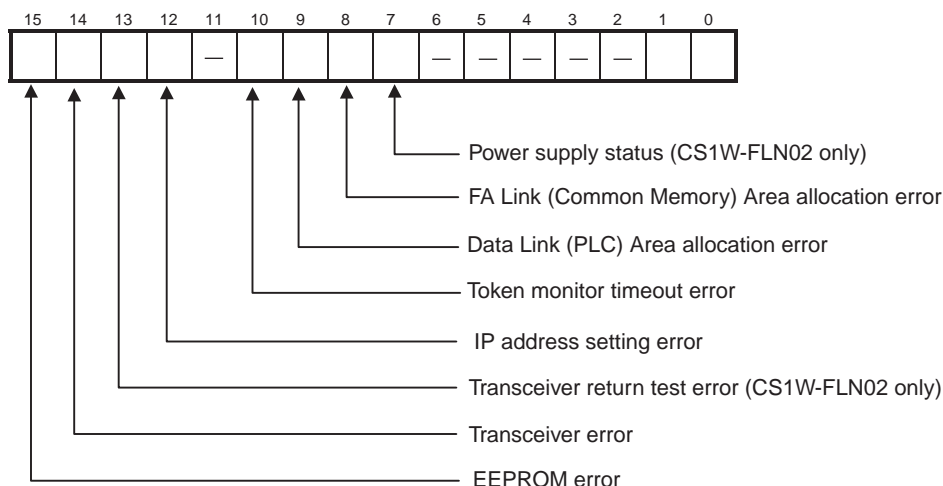 15 14 13 12 11 10 9 8 7 6 5 4 3 2 1 0
— — — — — —
Power supply status (CS1W-FLN02 only)
FA Link (Common Memory) Area allocation error
Data Link (PLC) Area allocation error
Token monitor timeout error
IP address setting error
Transceiver return test error (CS1W-FLN02 only)
Transceiver error
EEPROM error